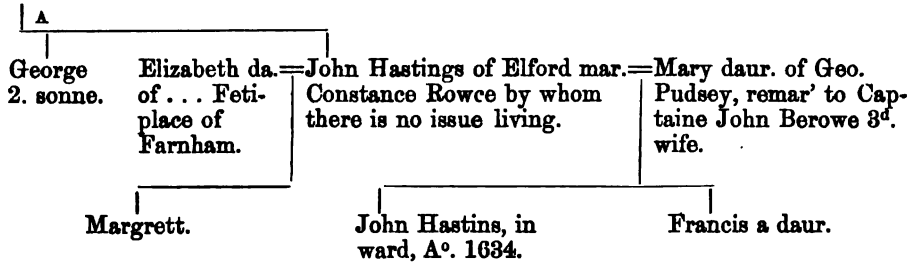 A
George
2. sonne.
Elizabeth da.=John Hastings of Elford mar.=Mary daur. of Geo.
of . . . Feti-
place of
Farnham.
Constance Rowce by whom
there is no issue living.
Pudsey, remar' to Cap-
taine John Berowe 3d.
wife.
Margrett.
John Hastins, in
ward, Ao. 1634.
Francis a daur.